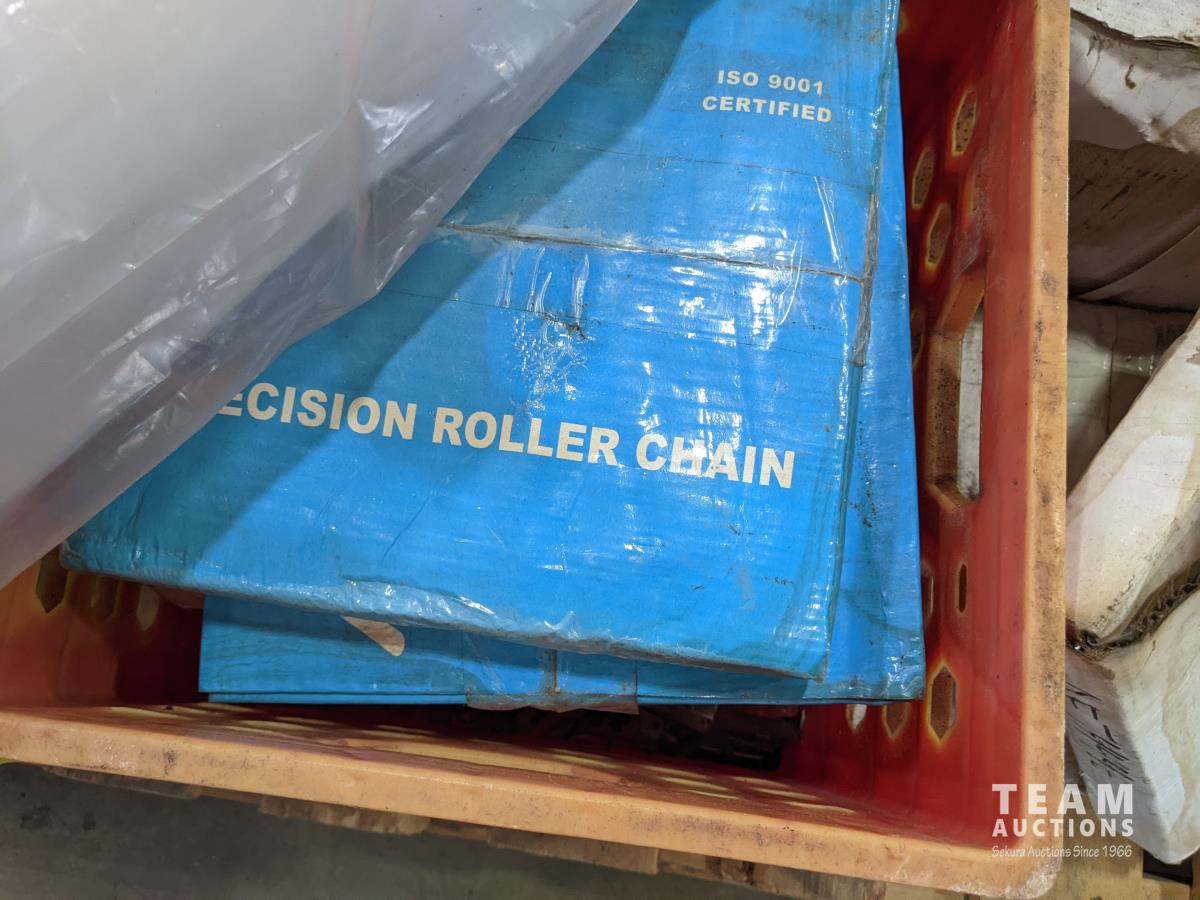 ISO 9001
CERTIFIED
ECISION ROLLER CHAIN
TEAM
AUCTIONS
Sekura Auctions Since 1966